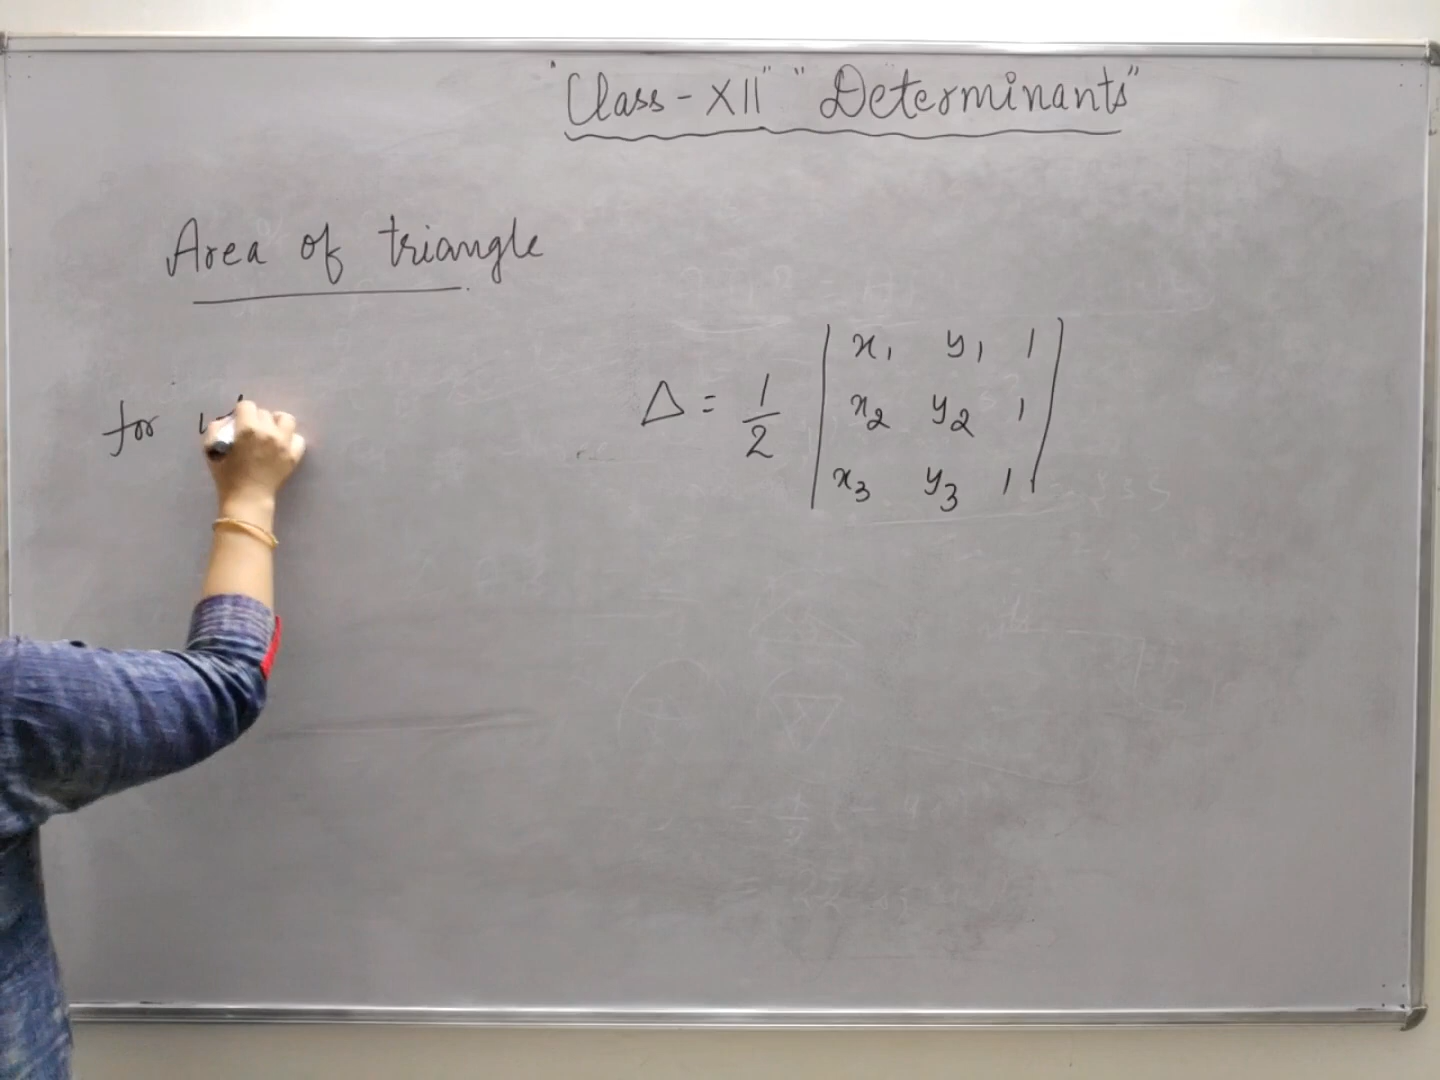 "Class-XII" "Determinants"
Area of triangle
for
Δ = 1/2 | x₁ y₁ 1 |
| x₂ y₂ 1 |
| x₃ y₃ 1 |